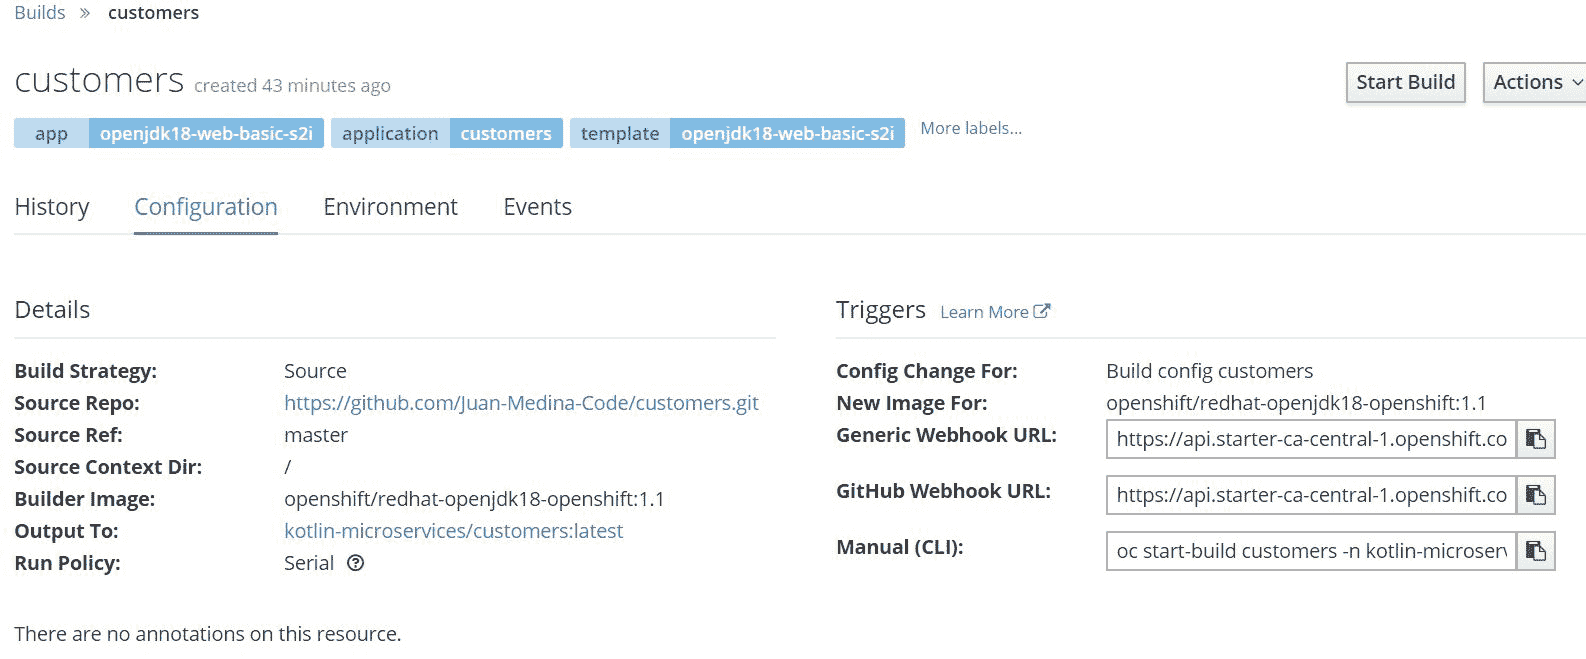 Builds » customers
customers created 43 minutes ago
Start Build
Actions
app openjdk18-web-basic-s2i application customers template openjdk18-web-basic-s2i More labels...
History Configuration Environment Events
Details
Build Strategy: Source
Source Repo: https://github.com/Juan-Medina-Code/customers.git
Source Ref: master
Source Context Dir: /
Builder Image: openshift/redhat-openjdk18-openshift:1.1
Output To: kotlin-microservices/customers:latest
Run Policy: Serial
There are no annotations on this resource.
Triggers Learn More
Config Change For: Build config customers
New Image For: openshift/redhat-openjdk18-openshift:1.1
Generic Webhook URL: https://api.starter-ca-central-1.openshift.co
GitHub Webhook URL: https://api.starter-ca-central-1.openshift.co
Manual (CLI): oc start-build customers -n kotlin-microserv